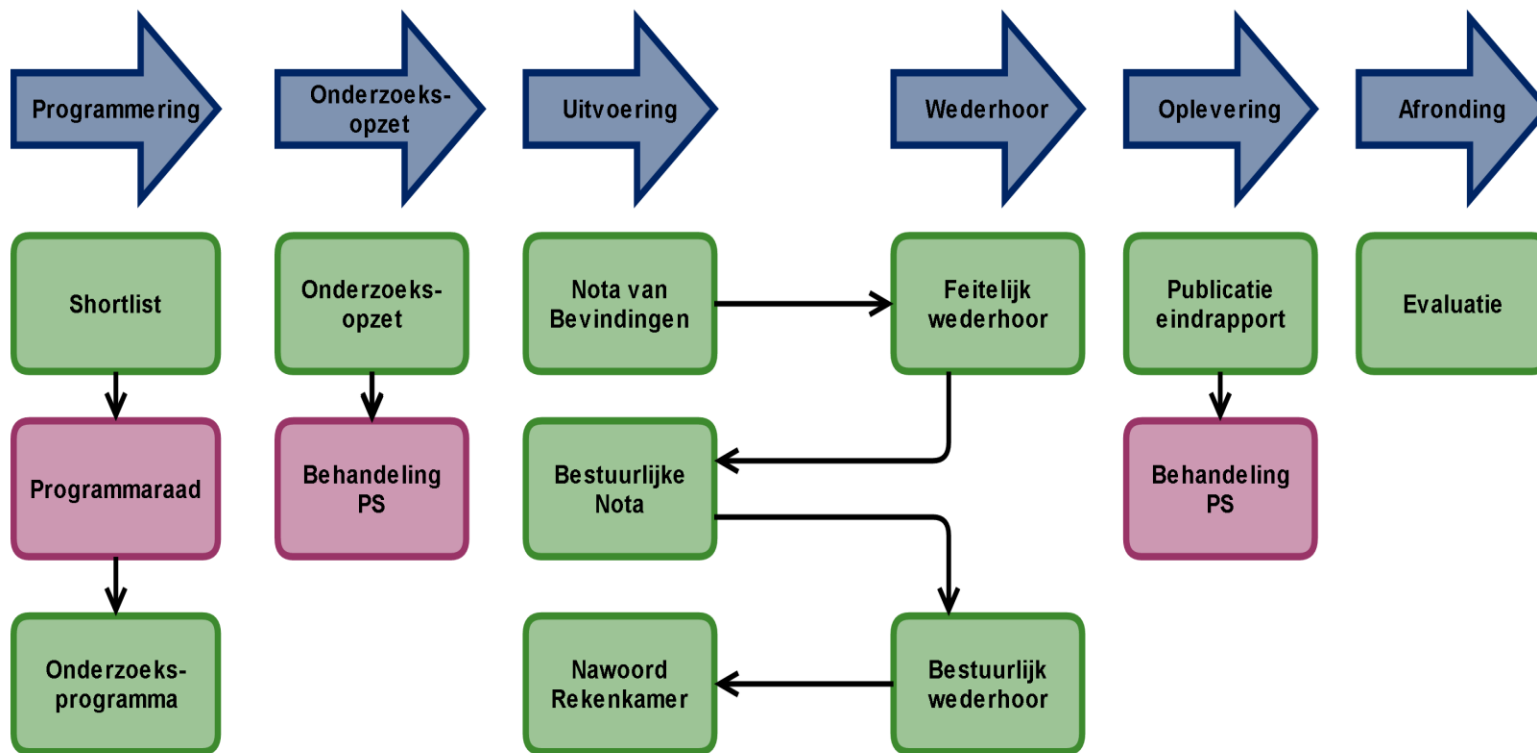 Programmering
Onderzoeks-
opzet
Uitvoering
Wederhoor
Oplevering
Afronding
Shortlist
Onderzoeks-
opzet
Nota van
Bevindingen
Feitelijk
wederhoor
Publicatie
eindrapport
Evaluatie
Programmaraad
Behandeling
PS
Bestuurlijke
Nota
Behandeling
PS
Onderzoeks-
programma
Nawoord
Rekenkamer
Bestuurlijk
wederhoor